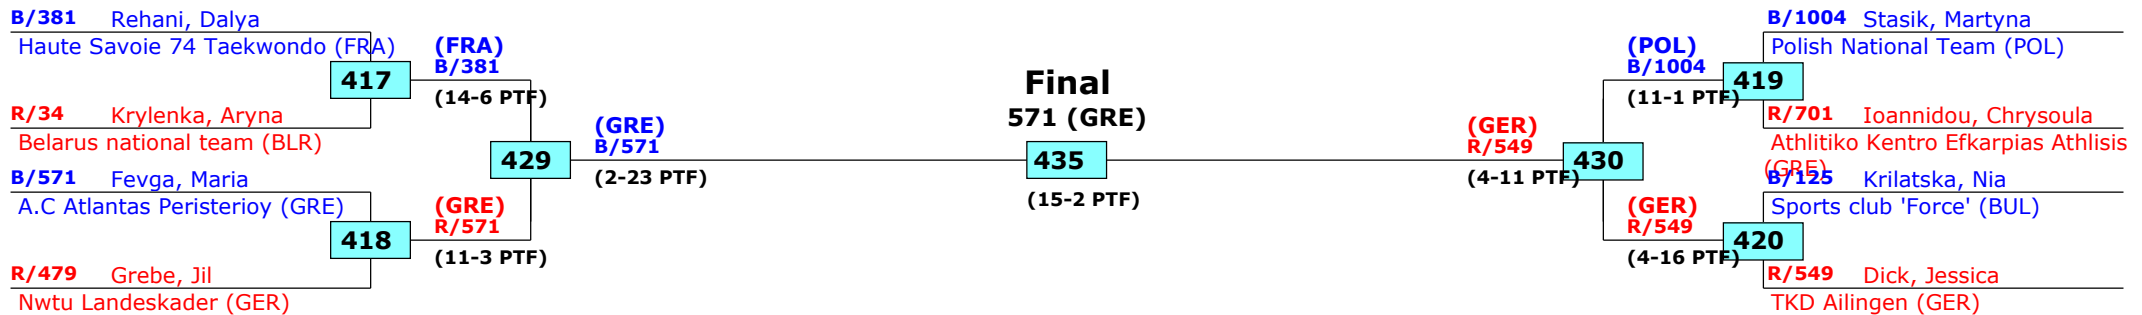 B/381 Rehani, Dalya
Haute Savoie 74 Taekwondo (FRA)
417
R/34 Krylenka, Aryna
Belarus national team (BLR)
B/571 Fevga, Maria
A.C Atlantas Peristerioy (GRE)
418
R/479 Grebe, Jil
Nwtu Landeskader (GER)
(FRA)
B/381
(14-6 PTF)
429
(GRE)
R/571
(11-3 PTF)
(GRE)
B/571
(2-23 PTF)
Final
571 (GRE)
435
(15-2 PTF)
(GER)
R/549
(4-11 PTF)
430
(POL)
B/1004
(11-1 PTF)
(GER)
R/549
(4-16 PTF)
B/1004 Stasik, Martyna
Polish National Team (POL)
419
R/701 Ioannidou, Chrysoula
Athlitiko Kentro Efkarpias Athlisis
(GRE)
B/125 Krilatska, Nia
Sports club 'Force' (BUL)
420
R/549 Dick, Jessica
TKD Ailingen (GER)